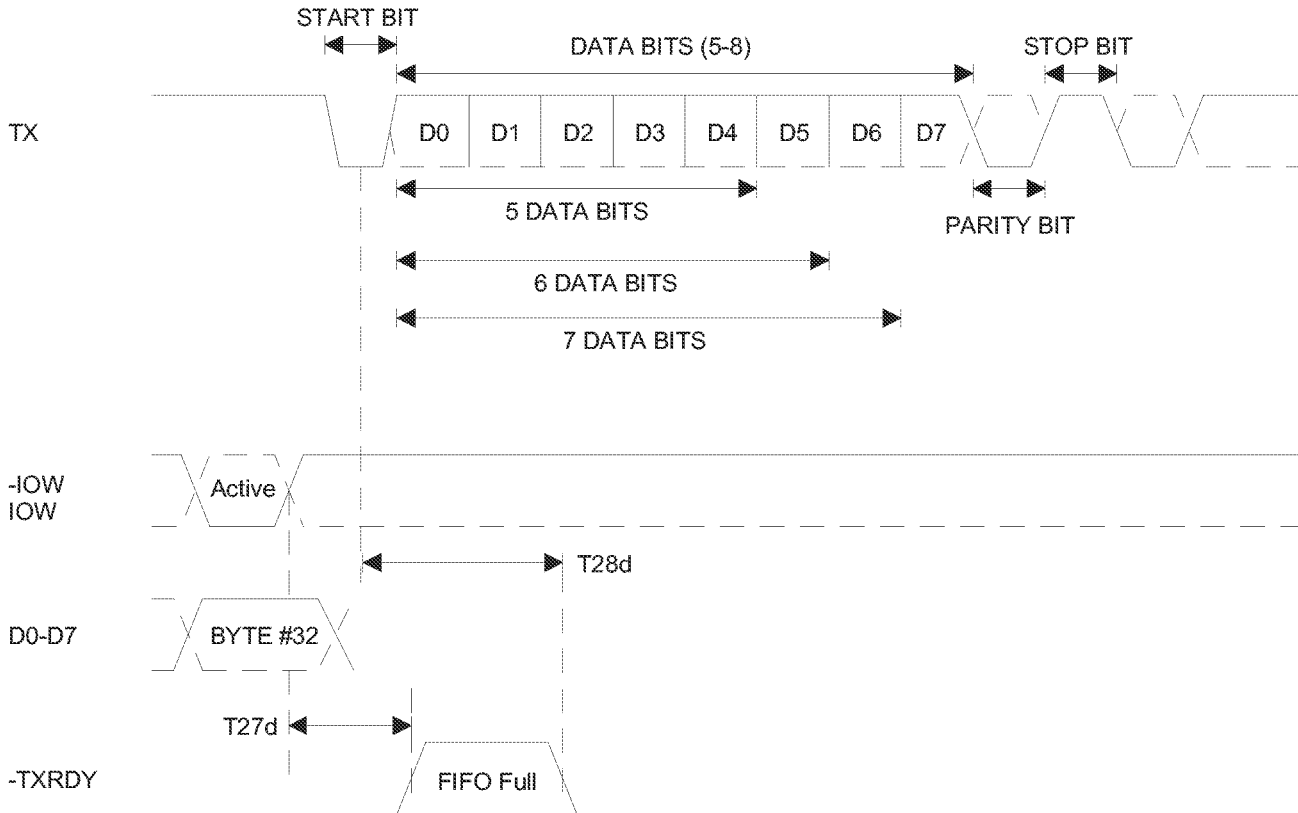 START BIT
DATA BITS (5-8)
STOP BIT
TX
D0 D1 D2 D3 D4 D5 D6 D7
5 DATA BITS
PARITY BIT
6 DATA BITS
7 DATA BITS
-IOW
IOW
Active
T28d
D0-D7
BYTE #32
T27d
-TXRDY
FIFO Full